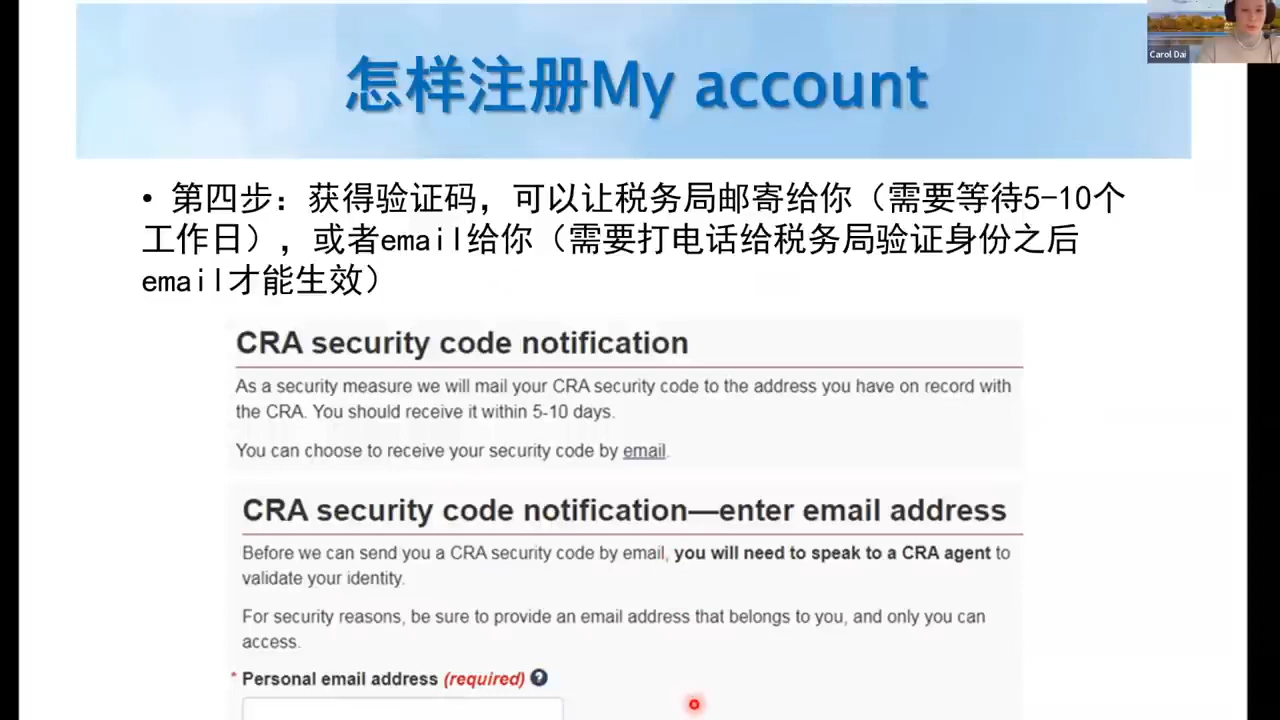 Carol Dai
怎样注册My account
• 第四步：获得验证码，可以让税务局邮寄给你（需要等待5-10个
工作日），或者email给你（需要打电话给税务局验证身份之后
email才能生效）
CRA security code notification
As a security measure we will mail your CRA security code to the address you have on record with
the CRA. You should receive it within 5-10 days.
You can choose to receive your security code by email.
CRA security code notification—enter email address
Before we can send you a CRA security code by email, you will need to speak to a CRA agent to
validate your identity.
For security reasons, be sure to provide an email address that belongs to you, and only you can
access.
* Personal email address (required) ?